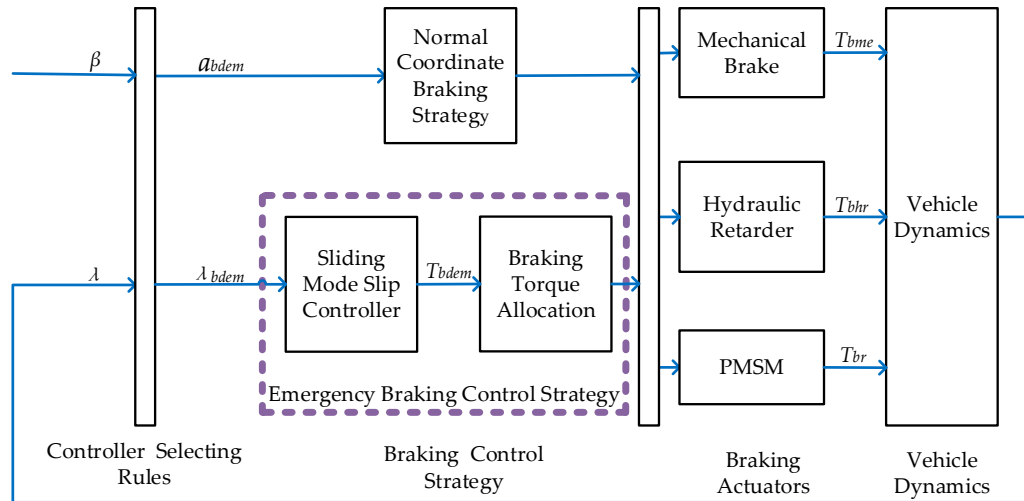 β
a_bdem
Normal
Coordinate
Braking
Strategy
Mechanical
Brake
T_bme
λ
λ_bdem
Sliding
Mode Slip
Controller
T_bdem
Braking
Torque
Allocation
Emergency Braking Control Strategy
Hydraulic
Retarder
T_bhr
PMSM
T_br
Vehicle
Dynamics
Controller Selecting
Rules
Braking Control
Strategy
Braking
Actuators
Vehicle
Dynamics